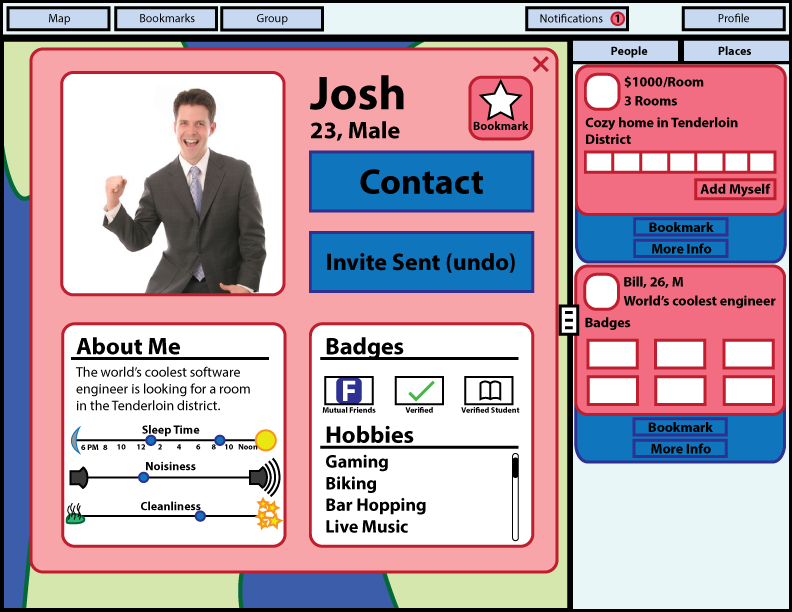 Map
Bookmarks
Group
Notifications 1
Profile
Josh
23, Male
Bookmark
Contact
Invite Sent (undo)
About Me
The world's coolest software
engineer is looking for a room
in the Tenderloin district.
Sleep Time
6 PM 8 10 12 2 4 6 8 10 Noon
Noisiness
Cleanliness
Badges
F
Mutual Friends
Verified
Verified Student
Hobbies
Gaming
Biking
Bar Hopping
Live Music
People
Places
$1000/Room
3 Rooms
Cozy home in Tenderloin
District
Add Myself
Bookmark
More Info
Bill, 26, M
World's coolest engineer
Badges
Bookmark
More Info